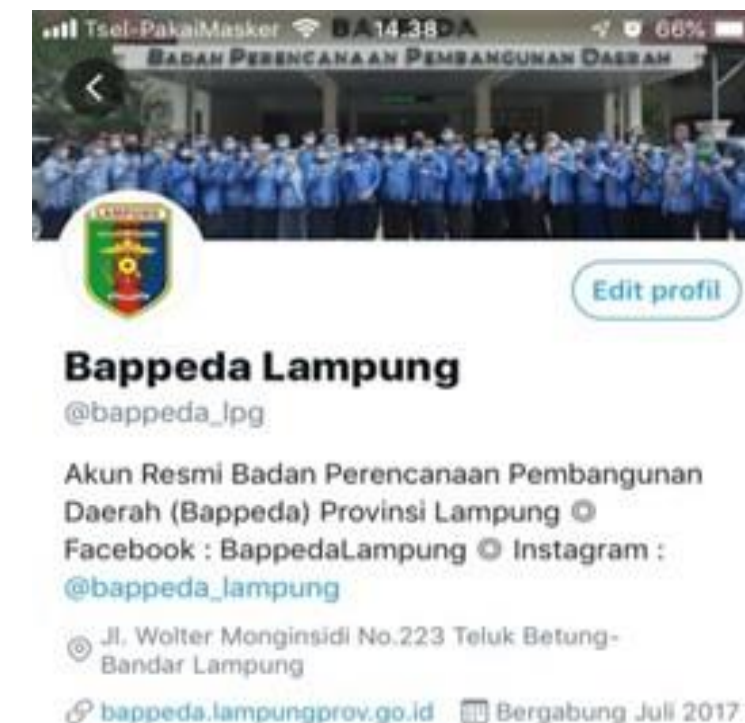 Tsel-PakaiMasker 14.38 66%
BAPPEDA
BADAN PERENCANAAN PEMBANGUNAN DAERAH
LAMPUNG
Edit profil
Bappeda Lampung
@bappeda_lpg
Akun Resmi Badan Perencanaan Pembangunan
Daerah (Bappeda) Provinsi Lampung ◎
Facebook : BappedaLampung ◎ Instagram :
@bappeda_lampung
Jl. Wolter Monginsidi No.223 Teluk Betung-
Bandar Lampung
bappeda.lampungprov.go.id Bergabung Juli 2017